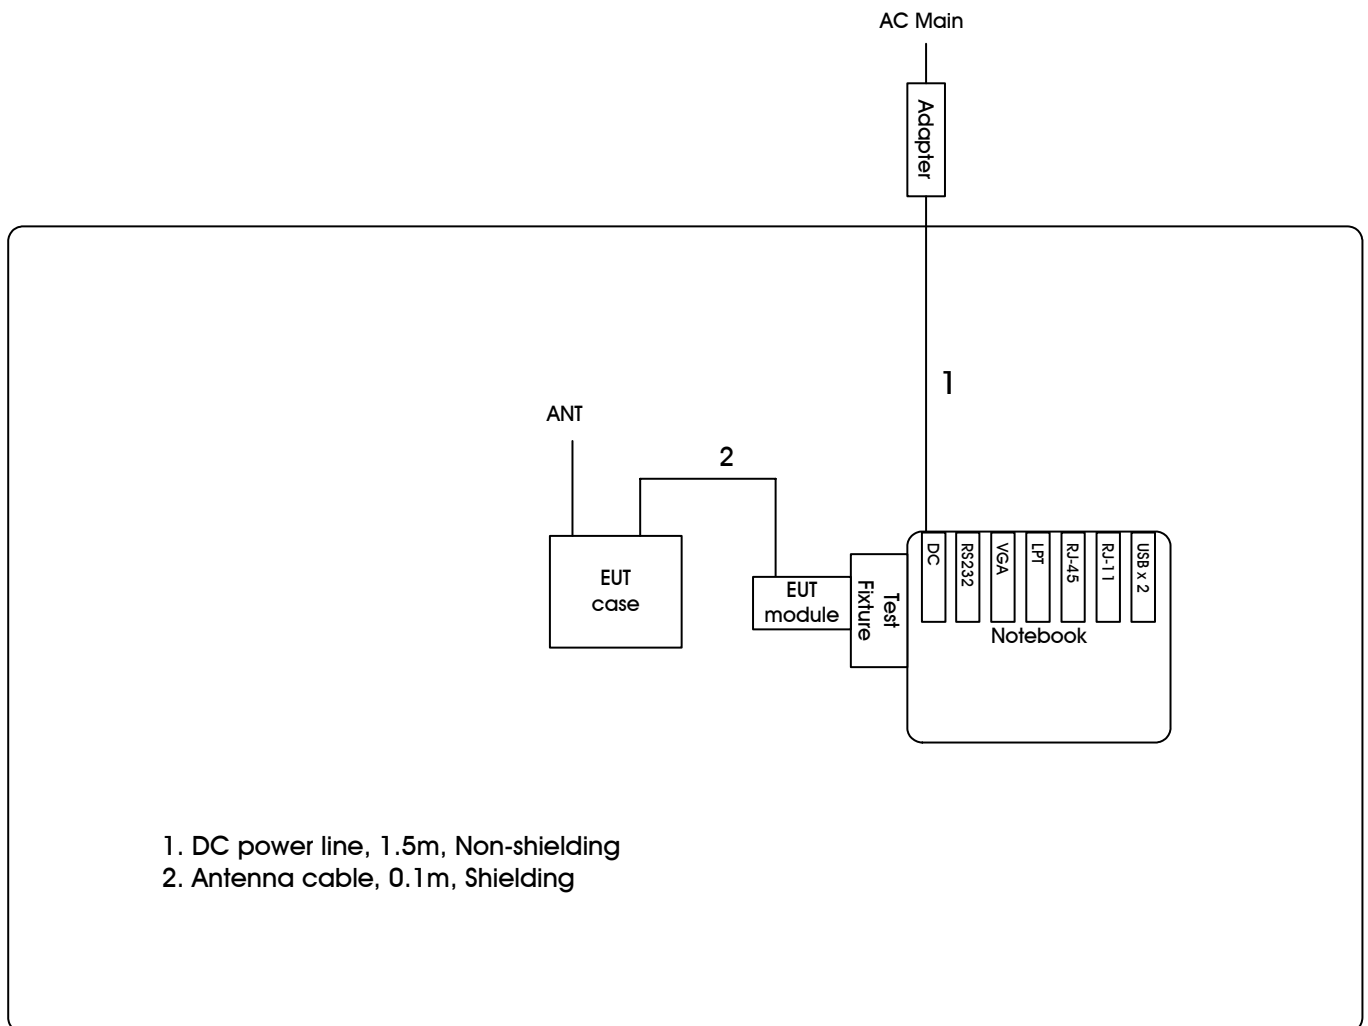 AC Main
Adapter
1
ANT
2
EUT
case
EUT
module
Test
Fixture
DC
RS232
VGA
LPT
RJ-45
RJ-11
USB x 2
Notebook
1. DC power line, 1.5m, Non-shielding
2. Antenna cable, 0.1m, Shielding